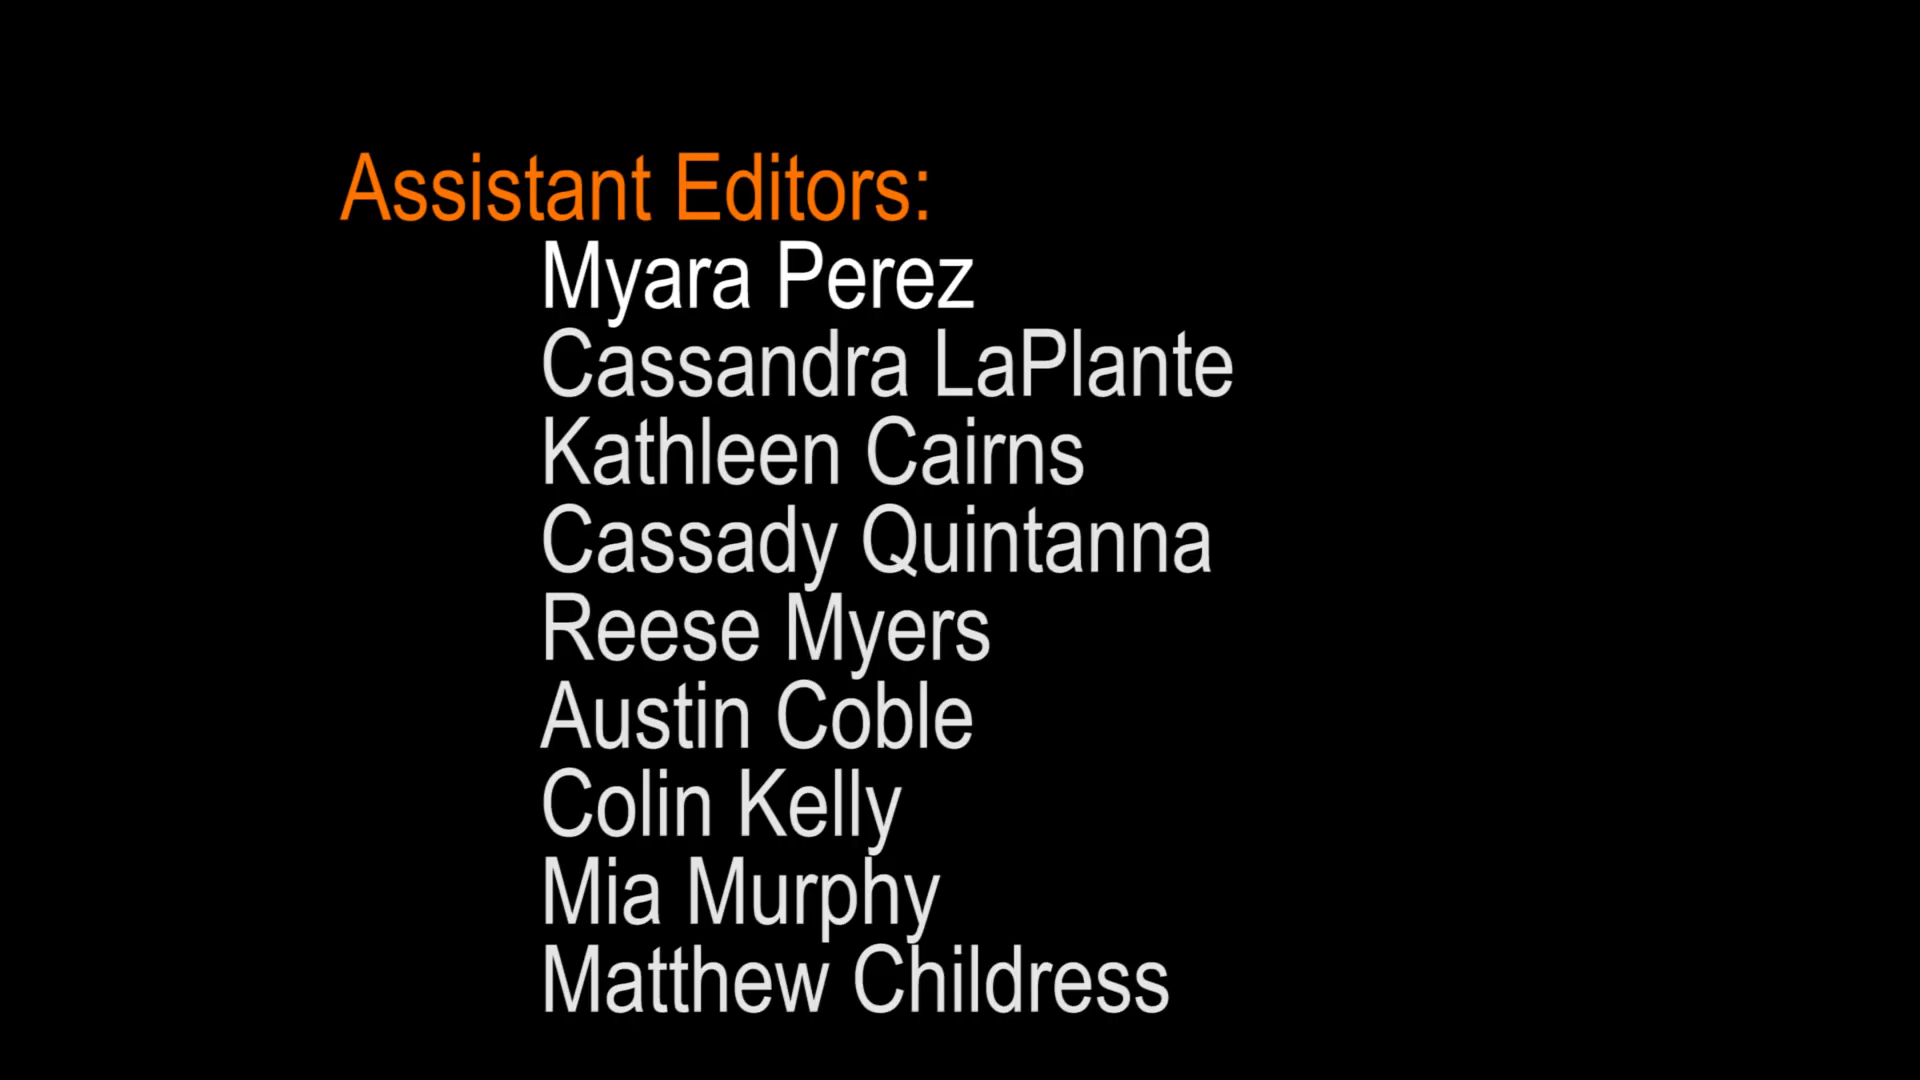 Assistant Editors:
Myara Perez
Cassandra LaPlante
Kathleen Cairns
Cassady Quintanna
Reese Myers
Austin Coble
Colin Kelly
Mia Murphy
Matthew Childress